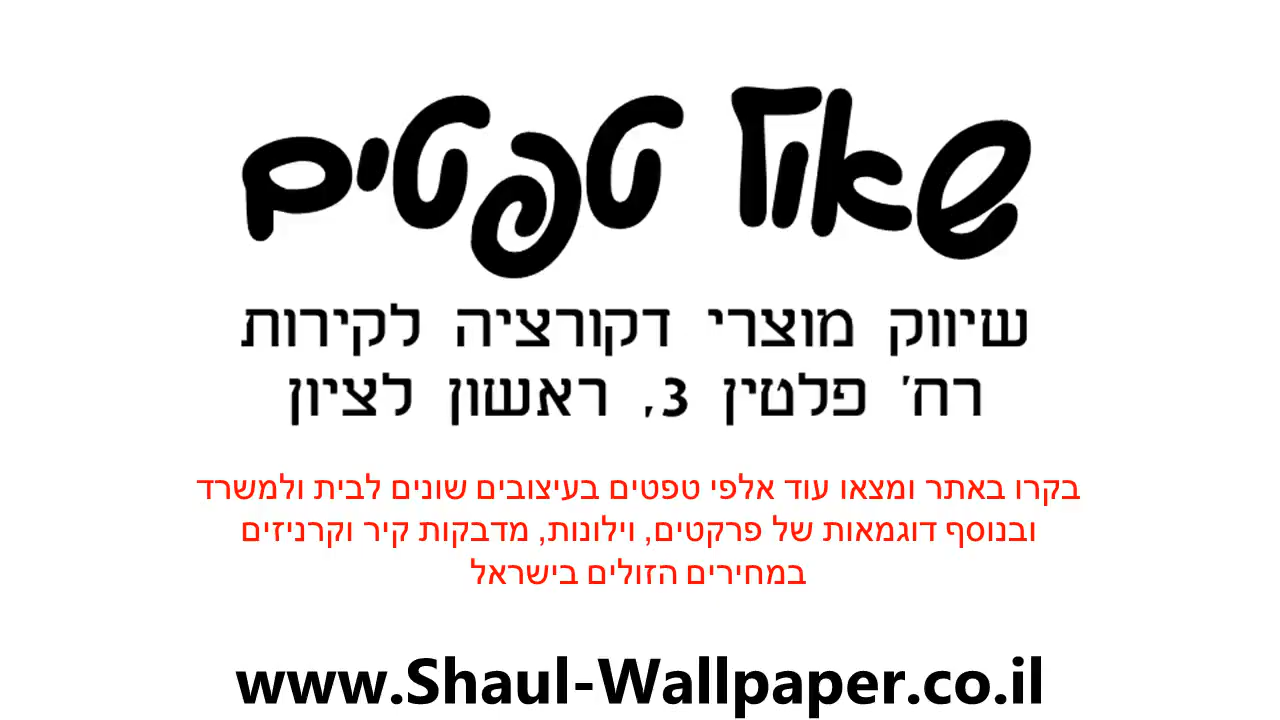 שאול טפטים
שיווק מוצרי דקורציה לקירות
רח' פלטין 3, ראשון לציון
בקרו באתר ומצאו עוד אלפי טפטים בעיצובים שונים לבית ולמשרד
ובנוסף דוגמאות של פרקטים, וילונות, מדבקות קיר וקרניזים
במחירים הזולים בישראל
www.Shaul-Wallpaper.co.il